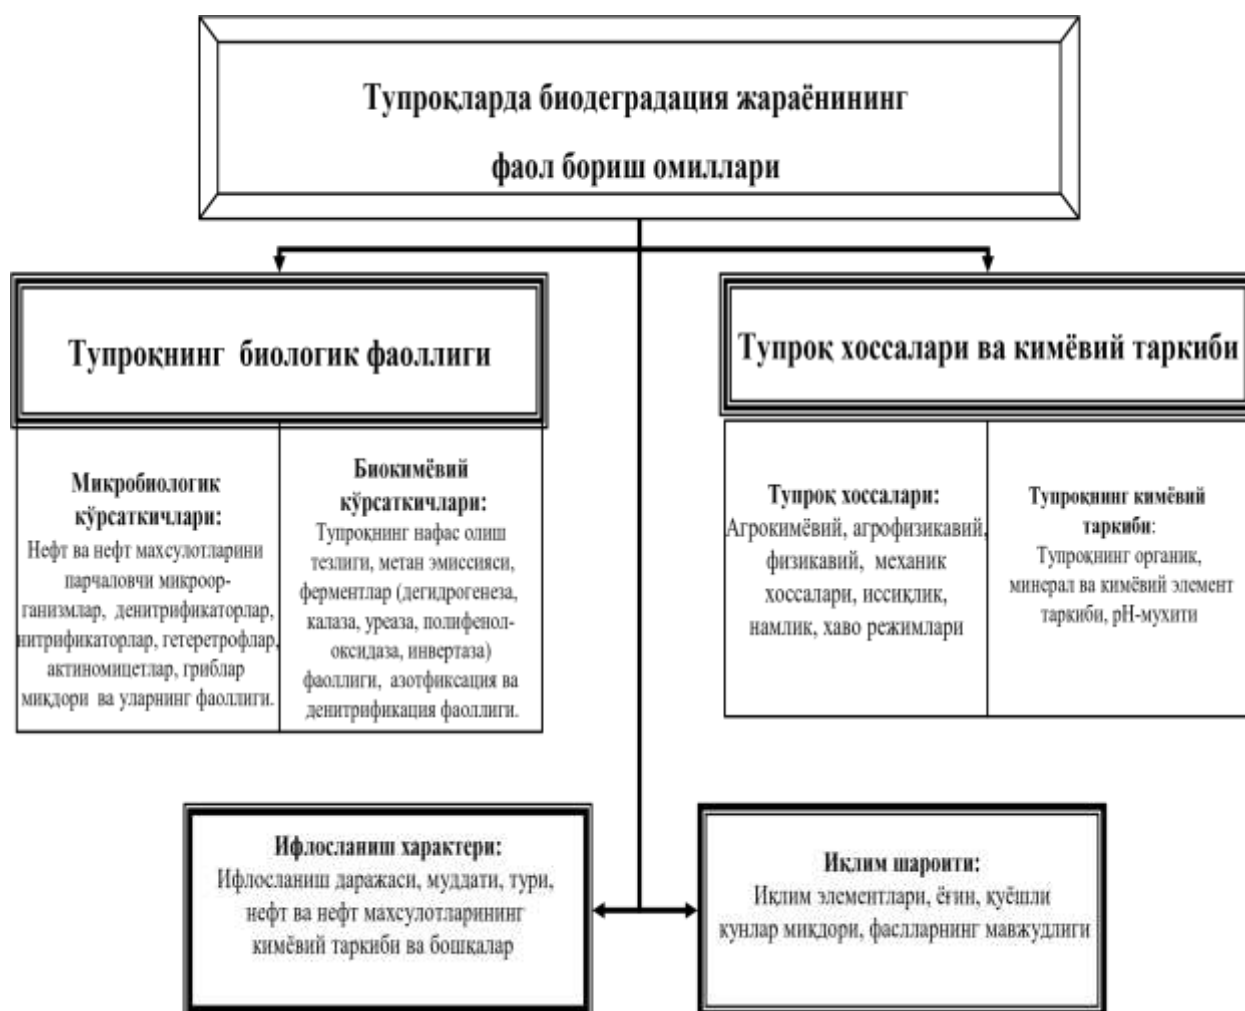 Тупроқларда биодеградация жараёнининг
фаол бориш омиллари
Тупроқнинг биологик фаоллиги
Тупроқ хоссалари ва кимёвий таркиби
Микробиологик
кўрсаткичлари:
Нефт ва нефт махсулотларини
парчаловчи микроор-
ганизмлар, денитрификаторлар,
нитрификаторлар, гетеретрофлар,
актиномицетлар, гриблар
миқдори ва уларнинг фаоллиги.
Биокимёвий
кўрсаткичлари:
Тупроқнинг нафас олиш
тезлиги, метан эмиссияси,
ферментлар (дегидрогенеза,
калаза, уреаза, полифенол-
оксидаза, инвертаза)
фаоллиги, азотфиксация ва
денитрификация фаоллиги.
Тупроқ хоссалари:
Агрокимёвий, агрофизикавий,
физикавий, механик
хоссалари, иссиқлик,
намлик, хаво режимлари
Тупроқнинг кимёвий
таркиби:
Тупроқнинг органик,
минерал ва кимёвий элемент
таркиби, рН-мухити
Ифлосланиш характери:
Ифлосланиш даражаси, муддати, тури,
нефт ва нефт махсулотларининг
кимёвий таркиби ва бошқалар
Иқлим шароити:
Иқлим элементлари, ёғин, қуёшли
кунлар миқдори, фаслларнинг мавжудлиги